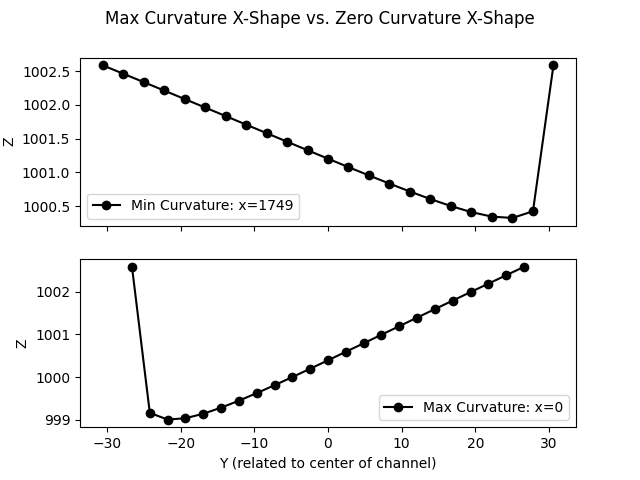 Max Curvature X-Shape vs. Zero Curvature X-Shape
1002.5
1002.0
1001.5
1001.0
1000.5
Z
Min Curvature: x=1749
1002
1001
1000
999
Z
Max Curvature: x=0
−30 −20 −10 0 10 20 30
Y (related to center of channel)